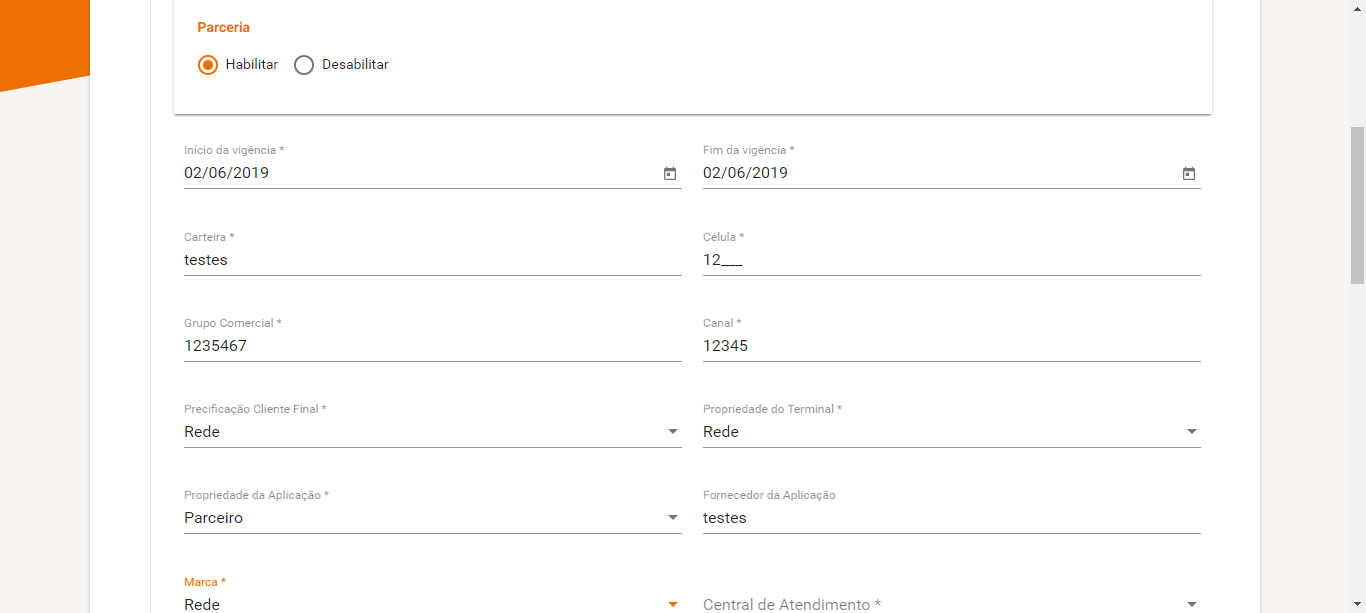 Parceria
Habilitar Desabilitar
Início da vigência * Fim da vigência *
02/06/2019 02/06/2019
Carteira * Célula *
testes 12___
Grupo Comercial * Canal *
1235467 12345
Precificação Cliente Final * Propriedade do Terminal *
Rede Rede
Propriedade da Aplicação * Fornecedor da Aplicação
Parceiro testes
Marca *
Rede Central de Atendimento *